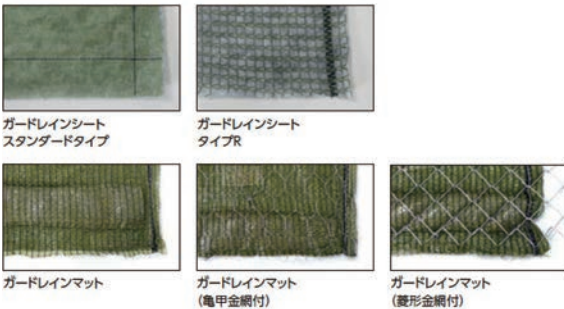 ガードレインシート
スタンダードタイプ
ガードレインシート
タイプR
ガードレインマット
ガードレインマット
(亀甲金網付)
ガードレインマット
(菱形金網付)